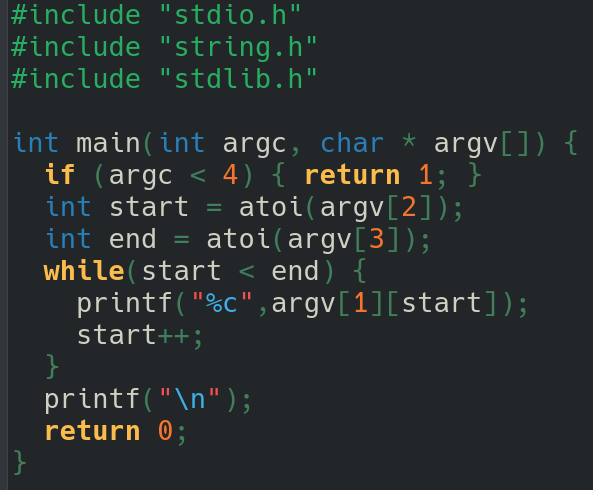 #include "stdio.h"
#include "string.h"
#include "stdlib.h"

int main(int argc, char * argv[]) {
  if (argc < 4) { return 1; }
  int start = atoi(argv[2]);
  int end = atoi(argv[3]);
  while(start < end) {
    printf("%c",argv[1][start]);
    start++;
  }
  printf("\n");
  return 0;
}